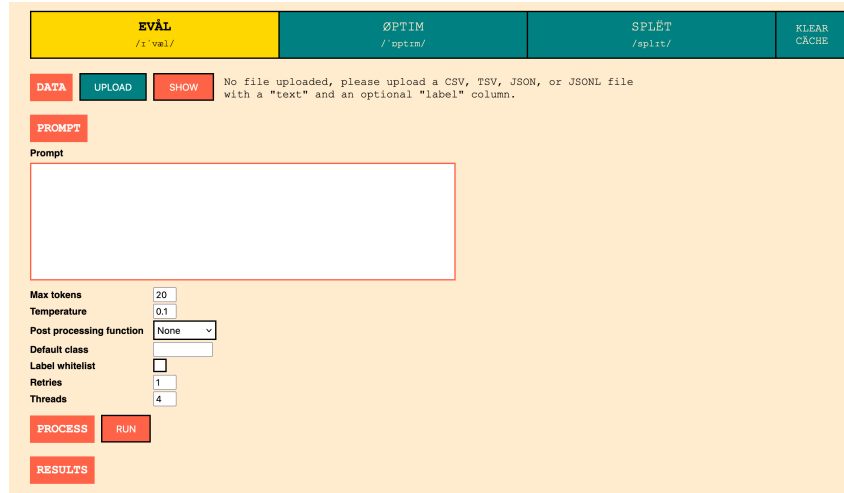 EVÅL
/ɪˈvæl/
ØPTIM
/ˈɒptɪm/
SPLËT
/splɪt/
KLEAR
CÄCHE
DATA
UPLOAD
SHOW
No file uploaded, please upload a CSV, TSV, JSON, or JSONL file
with a "text" and an optional "label" column.
PROMPT
Prompt
Max tokens 20
Temperature 0.1
Post processing function None
Default class
Label whitelist
Retries 1
Threads 4
PROCESS
RUN
RESULTS